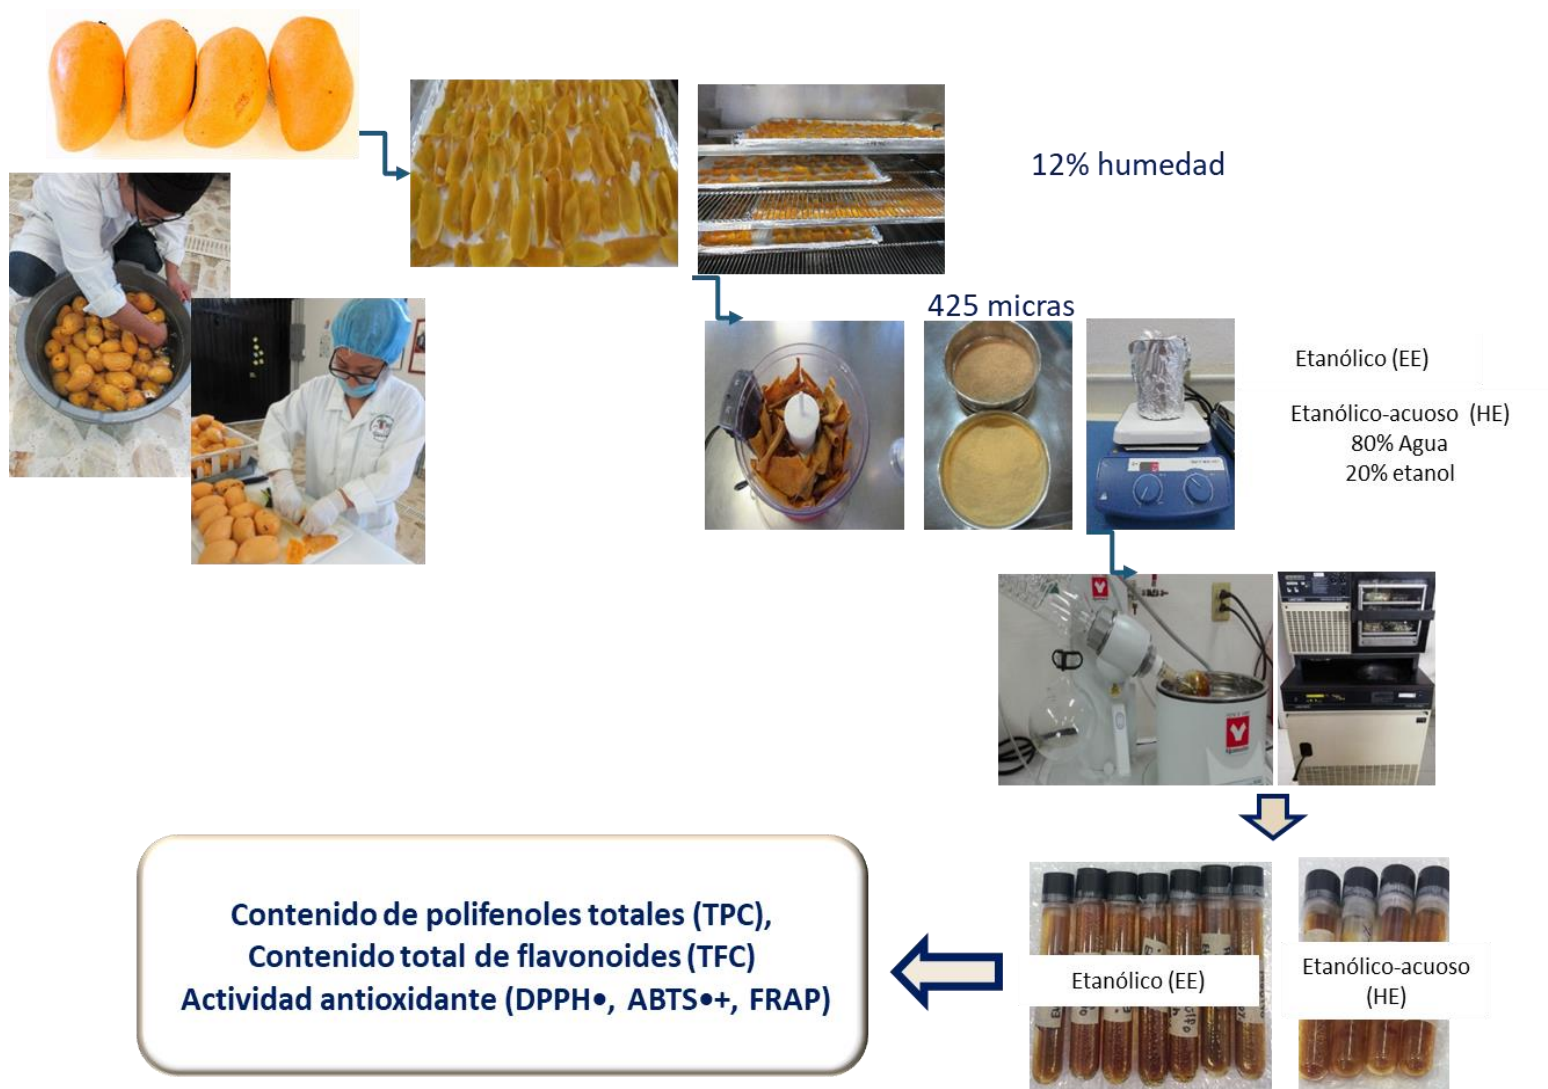 12% humedad
425 micras
Etanólico (EE)
Etanólico-acuoso (HE)
80% Agua
20% etanol
Etanólico (EE)
Etanólico-acuoso
(HE)
Contenido de polifenoles totales (TPC),
Contenido total de flavonoides (TFC)
Actividad antioxidante (DPPH•, ABTS•+, FRAP)